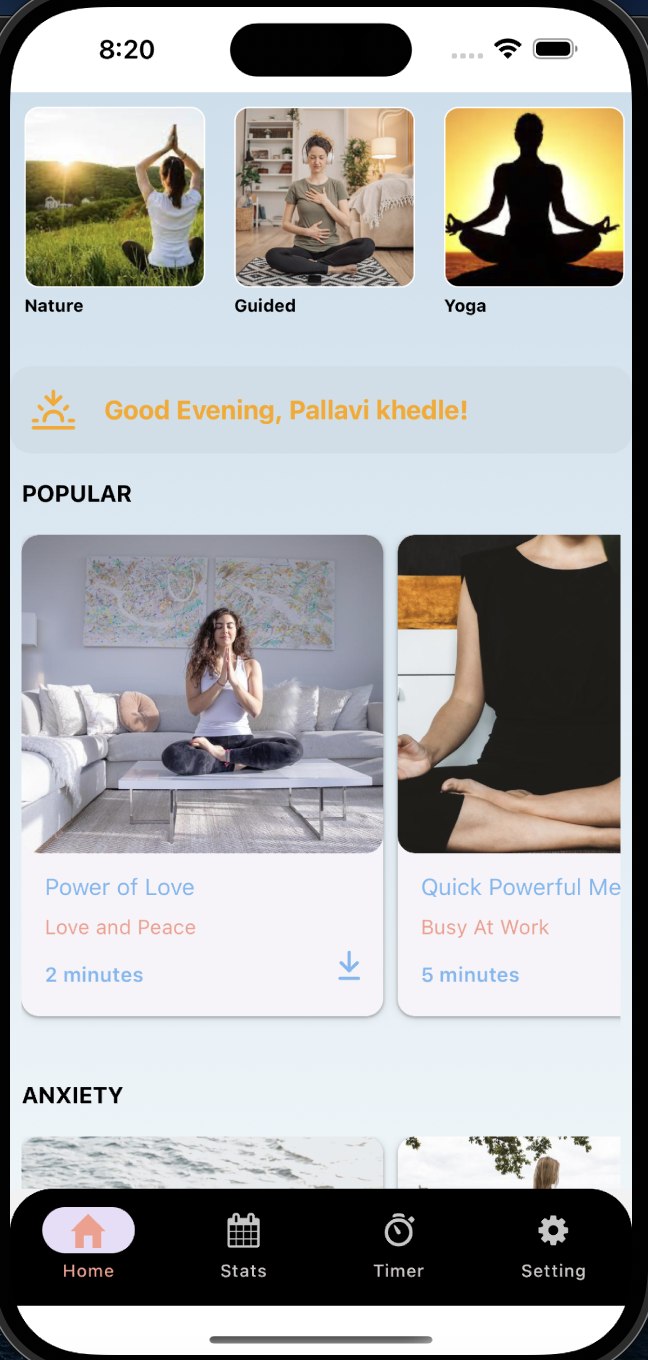 8:20
Nature
Guided
Yoga
Good Evening, Pallavi khedle!
POPULAR
Power of Love
Love and Peace
2 minutes
Quick Powerful Me
Busy At Work
5 minutes
ANXIETY
Home
Stats
Timer
Setting